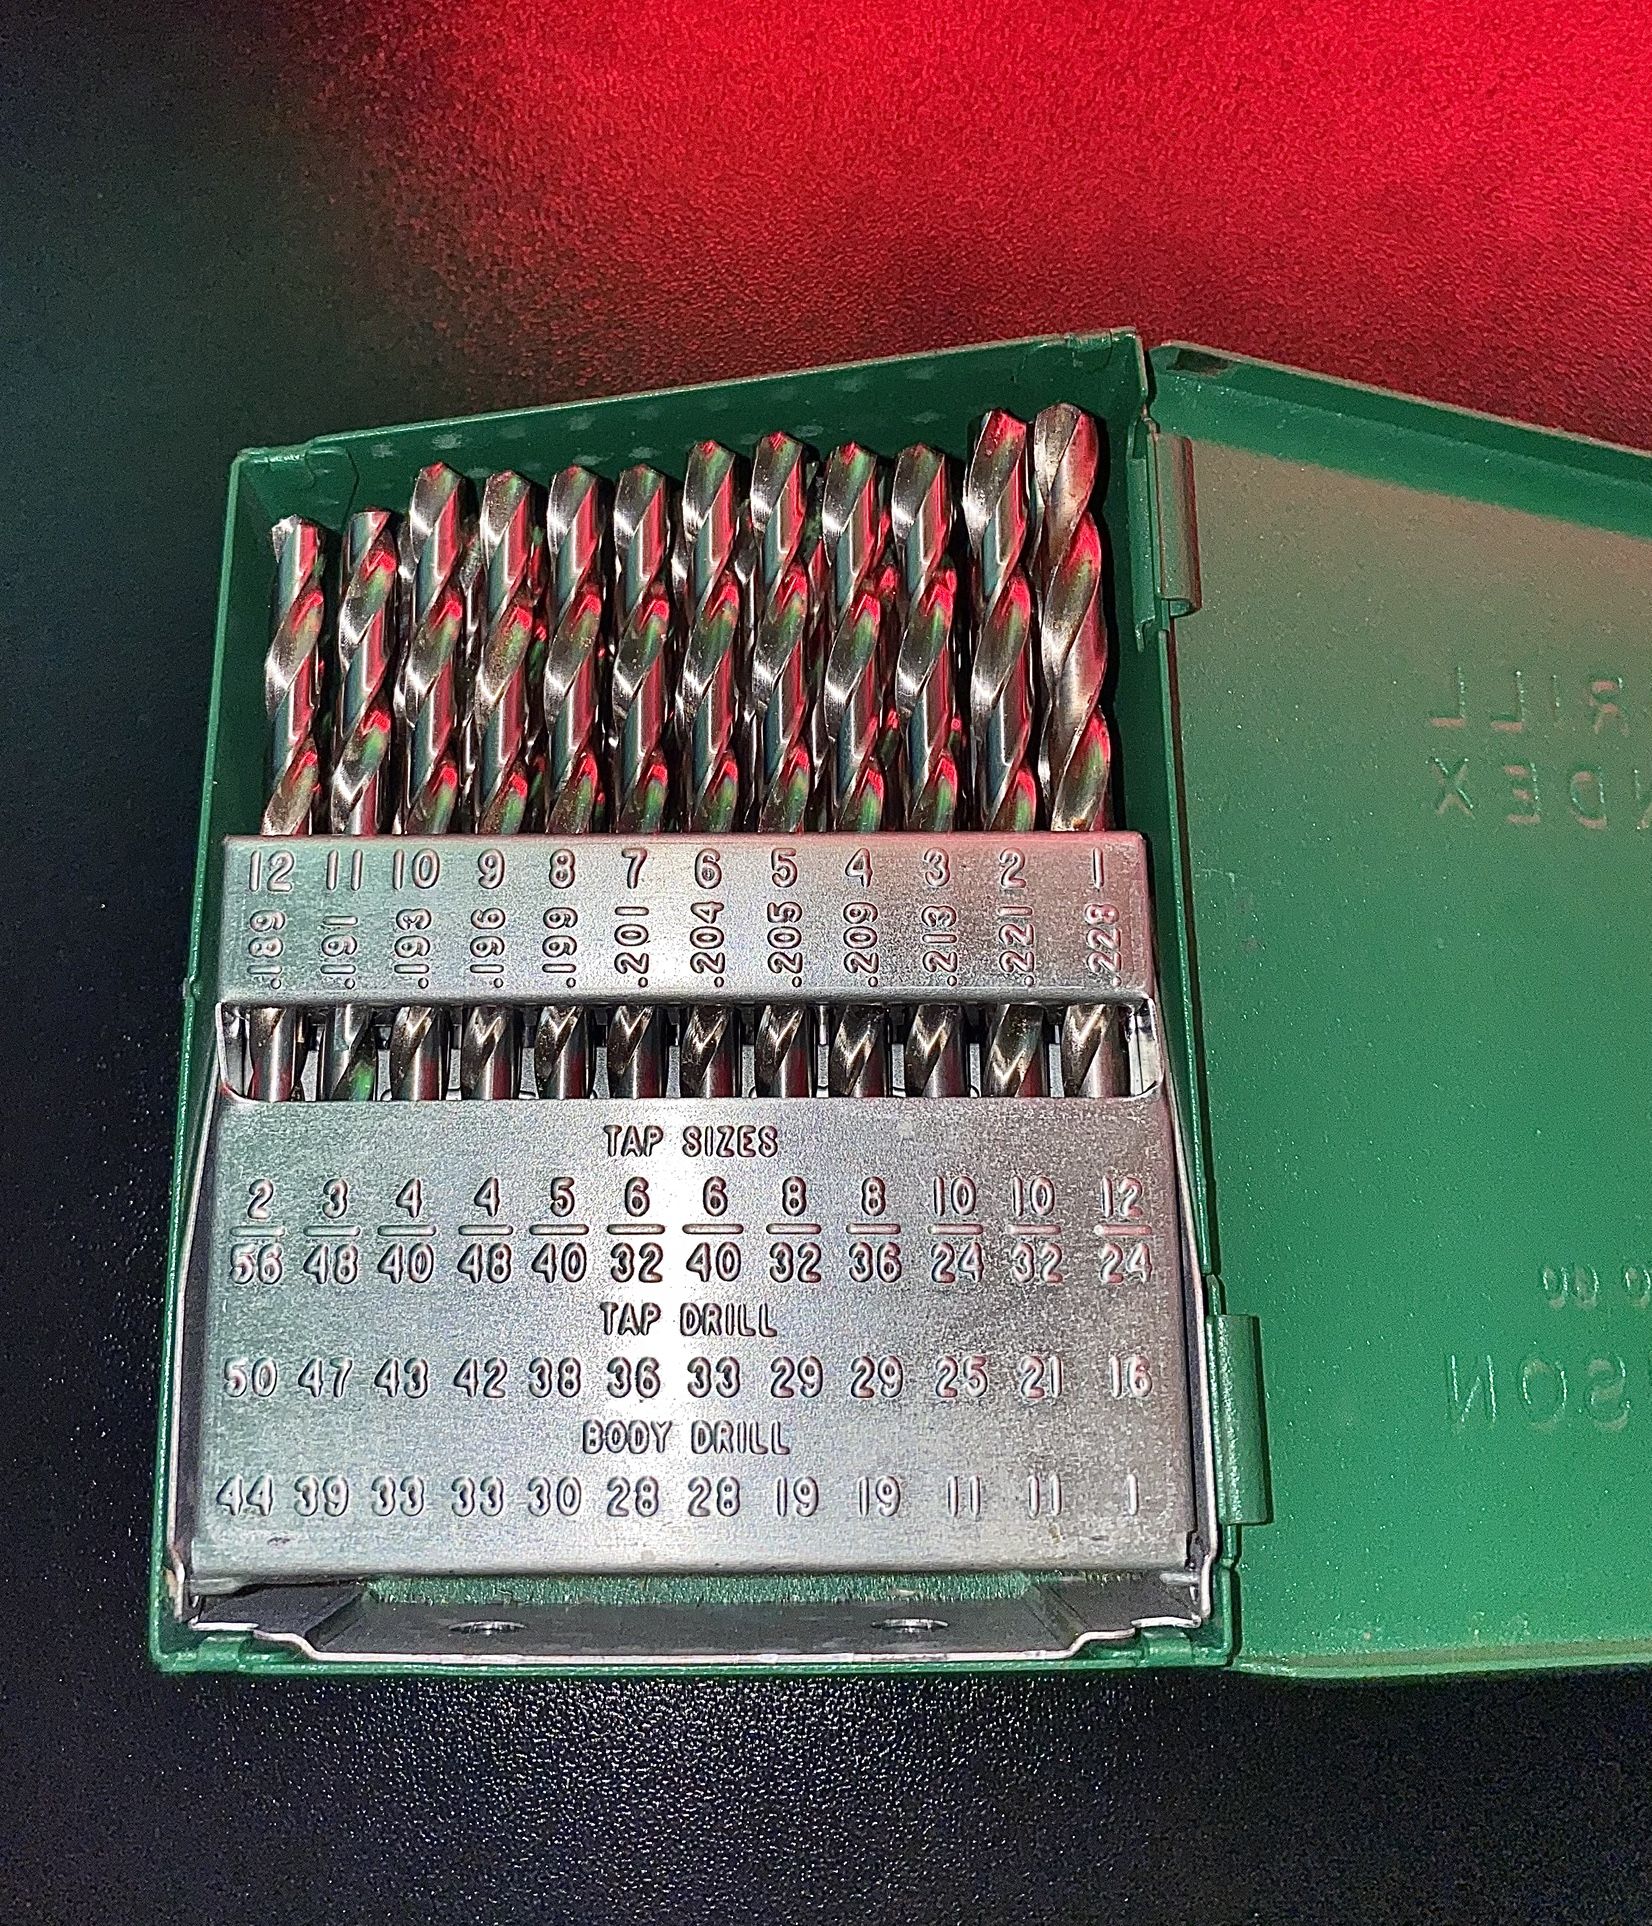 12 11 10 9 8 7 6 5 4 3 2 1
.189 .191 .193 .196 .199 .201 .204 .205 .209 .213 .221 .228
TAP SIZES
2 3 4 4 5 6 6 8 8 10 10 12
56 48 40 48 40 32 40 32 36 24 32 24
TAP DRILL
50 47 43 42 38 36 33 29 29 25 21 16
BODY DRILL
44 39 33 33 30 28 28 19 19 11 11 1
RILL
DEX
SON